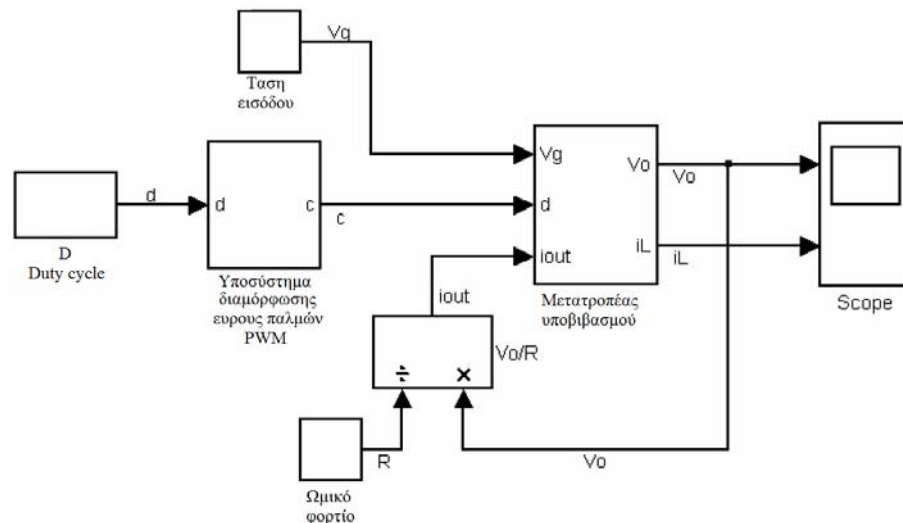 Vg
Ταση
εισόδου
Vg
Vo
Vo
d
d
c
c
d
D
Duty cycle
iout
iL
iL
Υποσύστημα
διαμόρφωσης
ευρους παλμών
PWM
Μετατροπέας
υποβιβασμού
Scope
iout
Vo/R
÷
×
R
Vo
Ωμικό
φορτίο